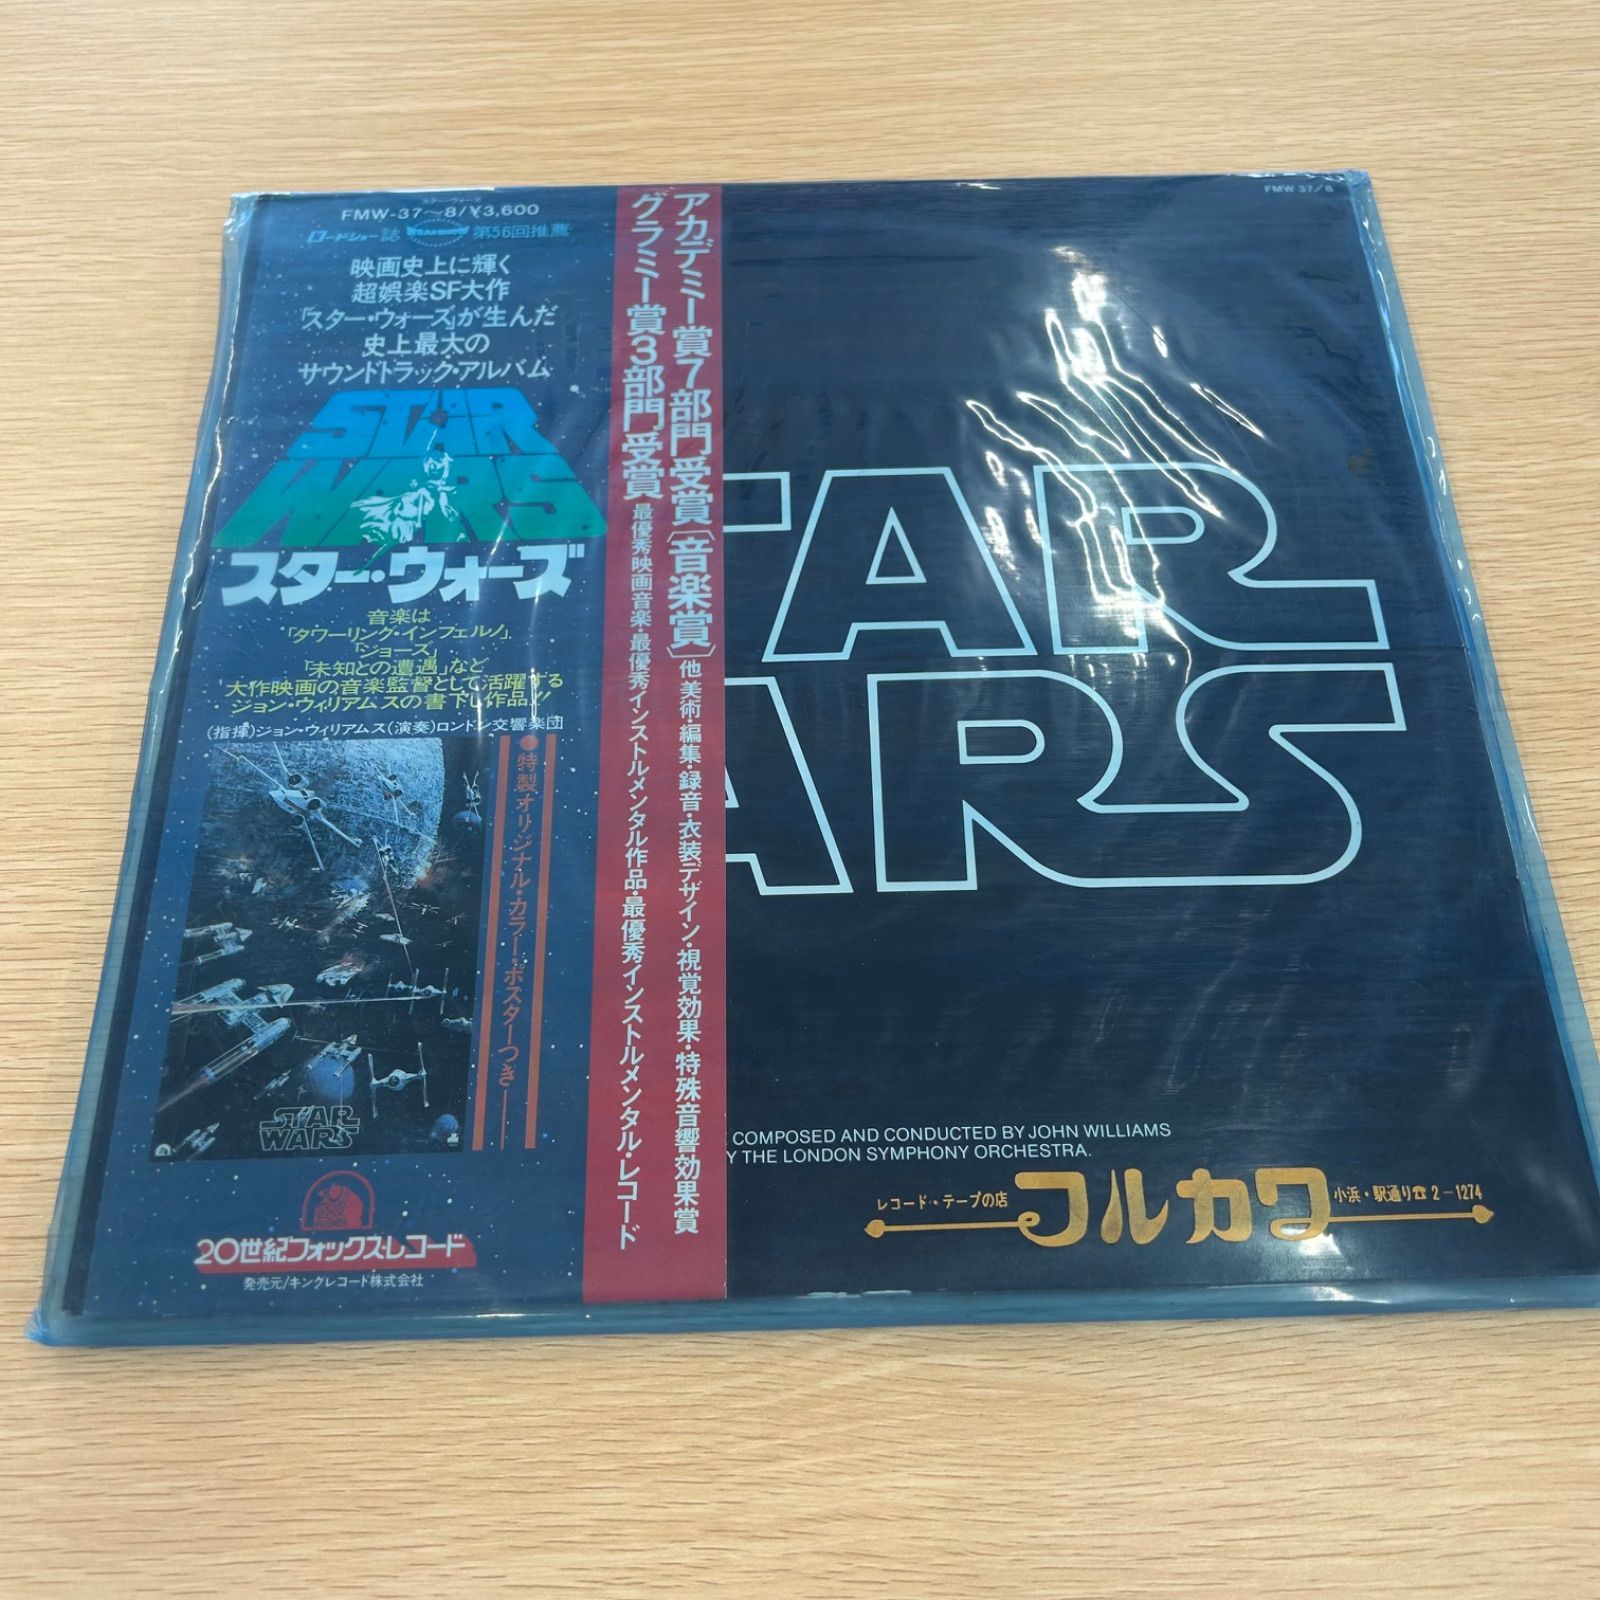 スター・ウォーズ
FMW-37〜8/¥3,600
ロードショー誌 第56回推薦
映画史上に輝く
超娯楽SF大作
「スター・ウォーズ」が生んだ
史上最大の
サウンドトラック・アルバム
STAR
WARS
スター・ウォーズ
音楽は
「タワーリング・インフェルノ」
「ジョーズ」
「未知との遭遇」など
大作映画の音楽監督として活躍する
ジョン・ウィリアムスの書下し作品!!
(指揮)ジョン・ウィリアムス(演奏)ロンドン交響楽団
●特製オリジナル・カラー・ポスターつき
STAR
WARS
20世紀フォックス・レコード
発売元/キングレコード株式会社
アカデミー賞7部門受賞〔音楽賞〕他 美術・編集・録音・衣装デザイン・視覚効果・特殊音響効果賞
グラミー賞3部門受賞 最優秀映画音楽・最優秀インストルメンタル作品・最優秀インストルメンタル・レコード
FMW 37/8
TAR
ARS
COMPOSED AND CONDUCTED BY JOHN WILLIAMS
Y THE LONDON SYMPHONY ORCHESTRA.
レコード・テープの店 フルカワ 小浜・駅通り☎2-1274